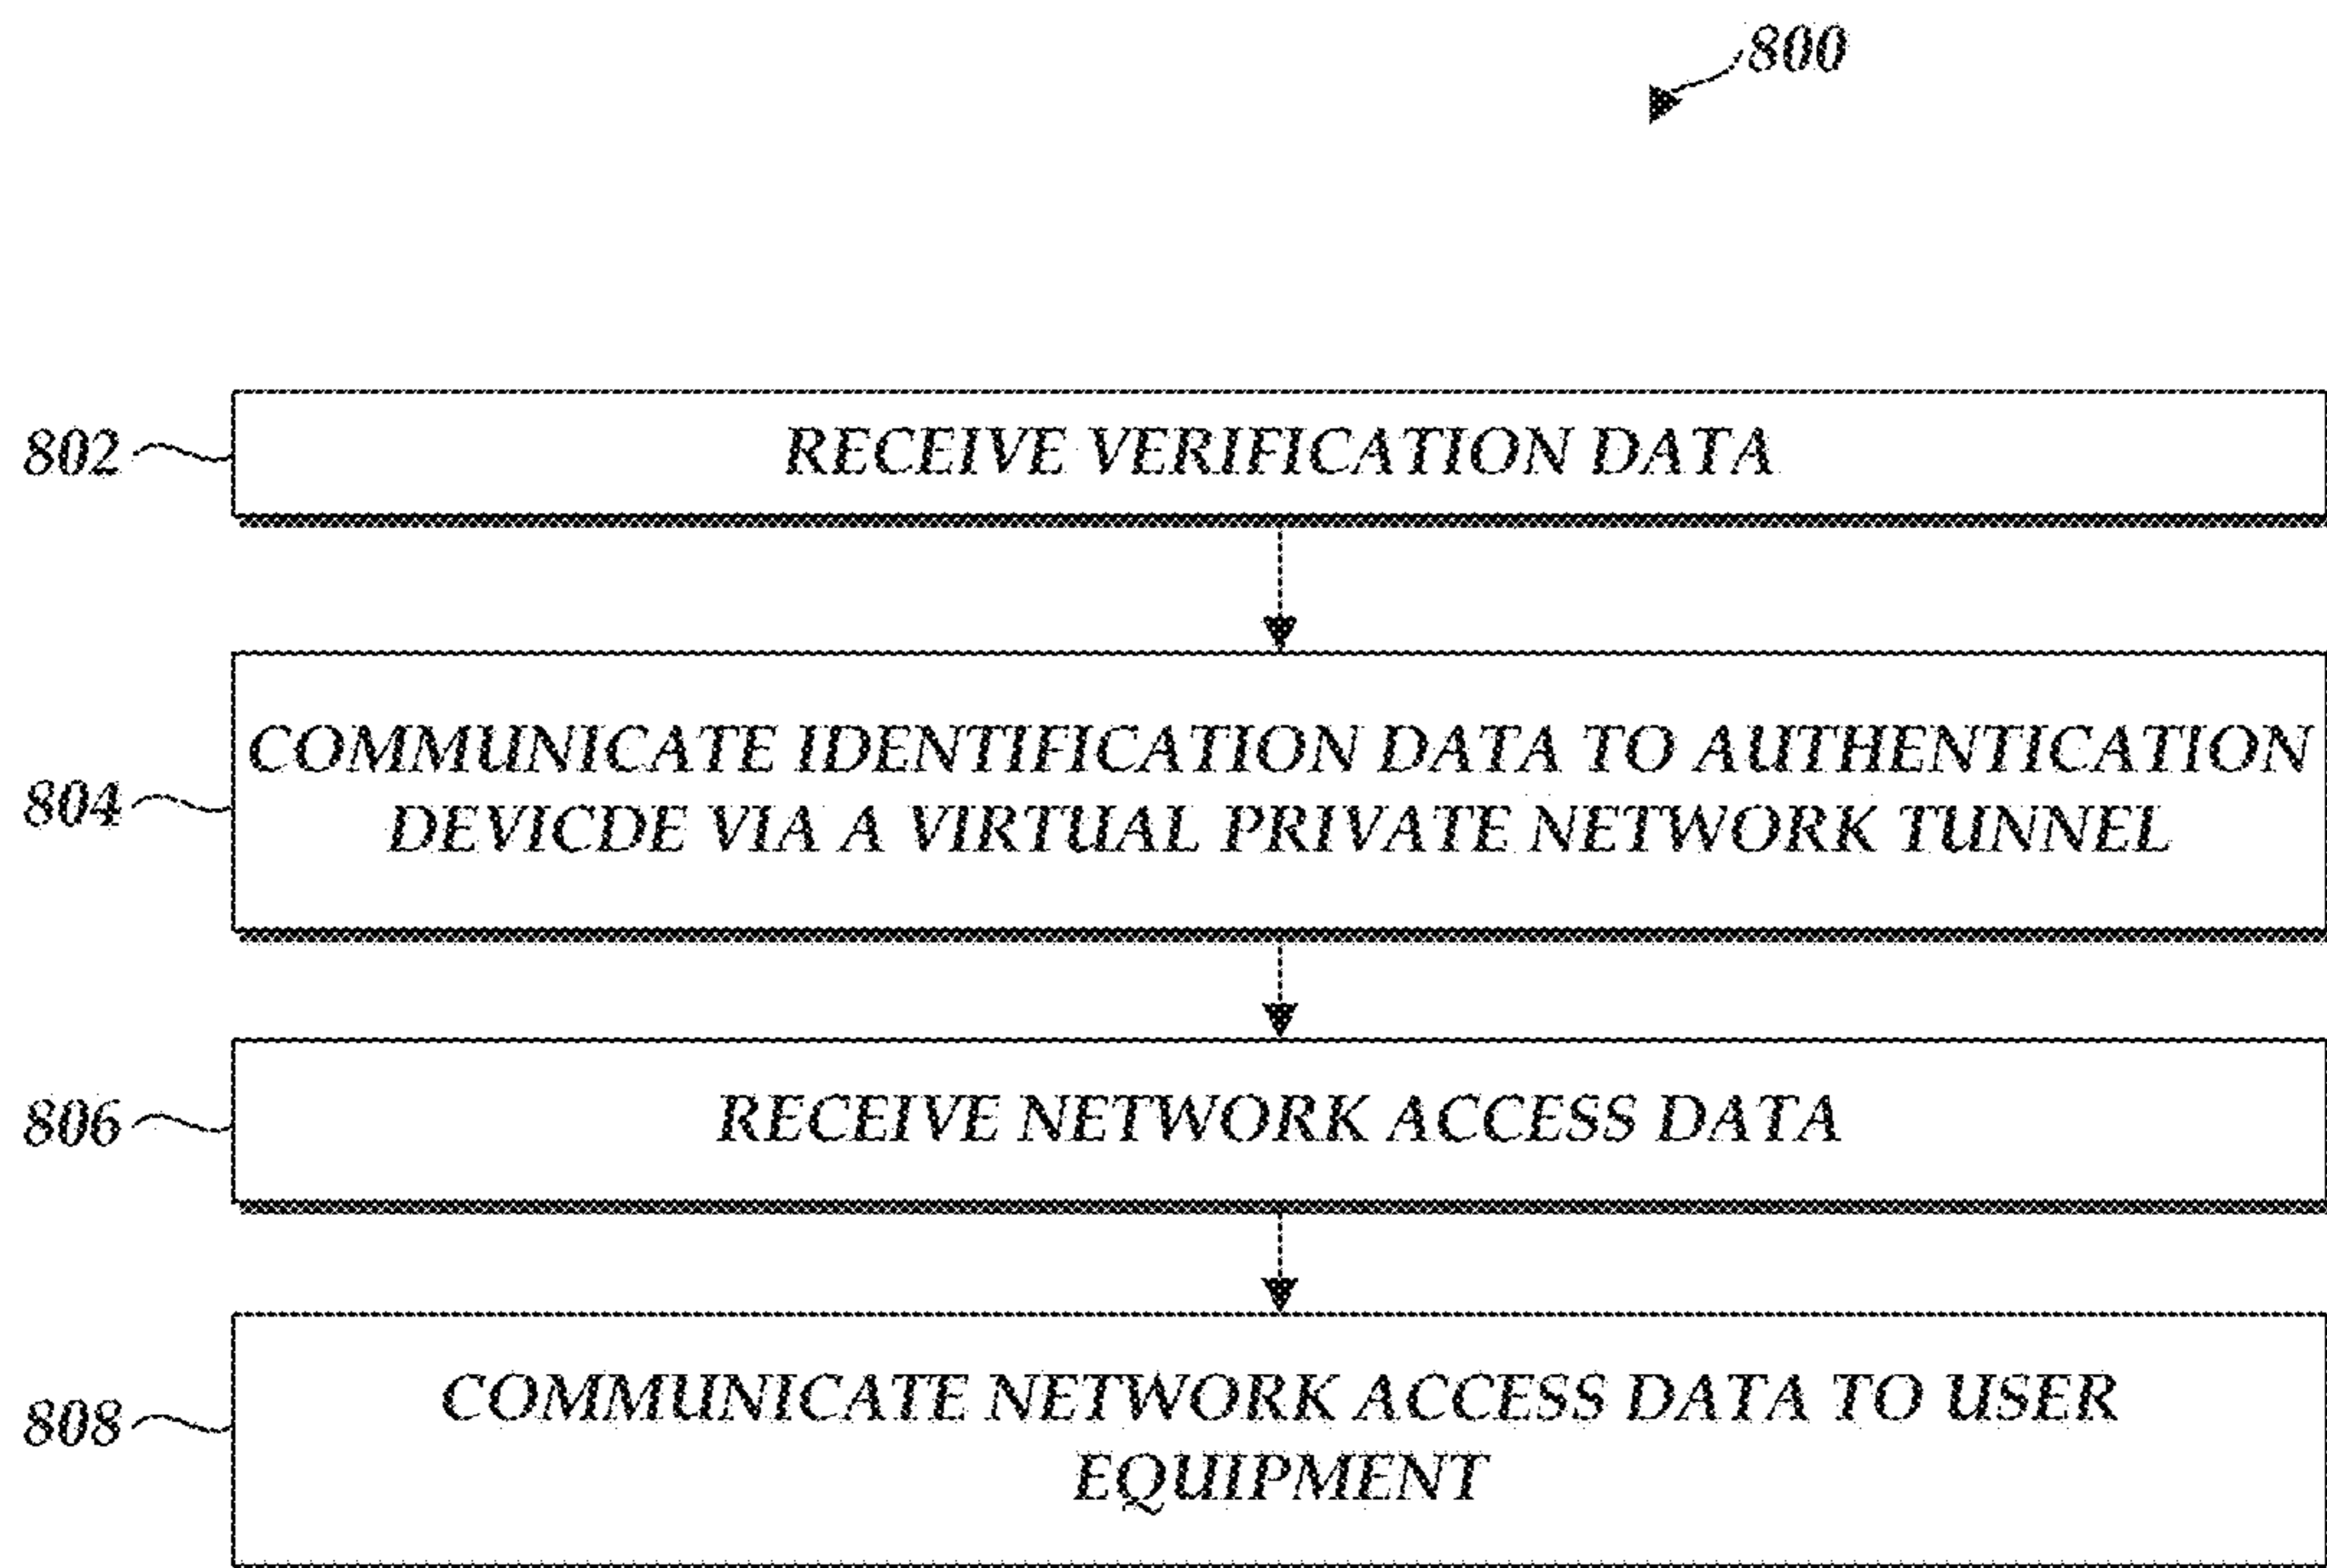 800
802
RECEIVE VERIFICATION DATA
804
COMMUNICATE IDENTIFICATION DATA TO AUTHENTICATION
DEVICDE VIA A VIRTUAL PRIVATE NETWORK TUNNEL
806
RECEIVE NETWORK ACCESS DATA
808
COMMUNICATE NETWORK ACCESS DATA TO USER
EQUIPMENT